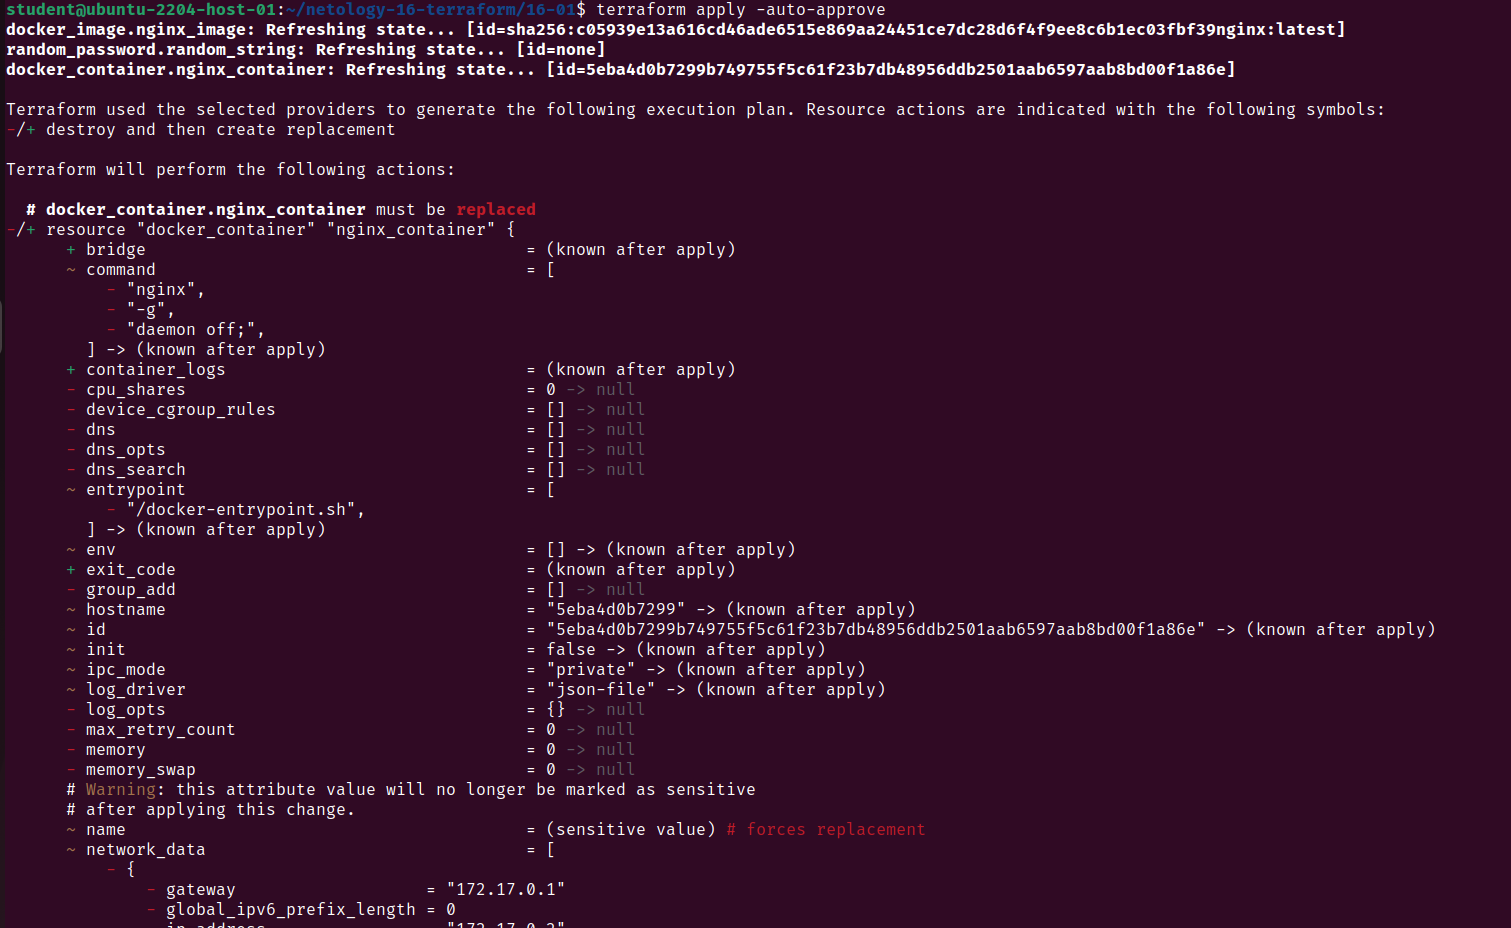 student@ubuntu-2204-host-01:~/netology-16-terraform/16-01$ terraform apply -auto-approve
docker_image.nginx_image: Refreshing state... [id=sha256:c05939e13a616cd46ade6515e869aa24451ce7dc28d6f4f9ee8c6b1ec03fbf39nginx:latest]
random_password.random_string: Refreshing state... [id=none]
docker_container.nginx_container: Refreshing state... [id=5eba4d0b7299b749755f5c61f23b7db48956ddb2501aab6597aab8bd00f1a86e]
Terraform used the selected providers to generate the following execution plan. Resource actions are indicated with the following symbols:
-/+ destroy and then create replacement
Terraform will perform the following actions:
# docker_container.nginx_container must be replaced
-/+ resource "docker_container" "nginx_container" {
+ bridge = (known after apply)
~ command = [
- "nginx",
- "-g",
- "daemon off;",
] -> (known after apply)
+ container_logs = (known after apply)
- cpu_shares = 0 -> null
- device_cgroup_rules = [] -> null
- dns = [] -> null
- dns_opts = [] -> null
- dns_search = [] -> null
~ entrypoint = [
- "/docker-entrypoint.sh",
] -> (known after apply)
~ env = [] -> (known after apply)
+ exit_code = (known after apply)
- group_add = [] -> null
~ hostname = "5eba4d0b7299" -> (known after apply)
~ id = "5eba4d0b7299b749755f5c61f23b7db48956ddb2501aab6597aab8bd00f1a86e" -> (known after apply)
~ init = false -> (known after apply)
~ ipc_mode = "private" -> (known after apply)
~ log_driver = "json-file" -> (known after apply)
- log_opts = {} -> null
- max_retry_count = 0 -> null
- memory = 0 -> null
- memory_swap = 0 -> null
# Warning: this attribute value will no longer be marked as sensitive
# after applying this change.
~ name = (sensitive value) # forces replacement
~ network_data = [
- {
- gateway = "172.17.0.1"
- global_ipv6_prefix_length = 0
- ip_address = "172.17.0.2"